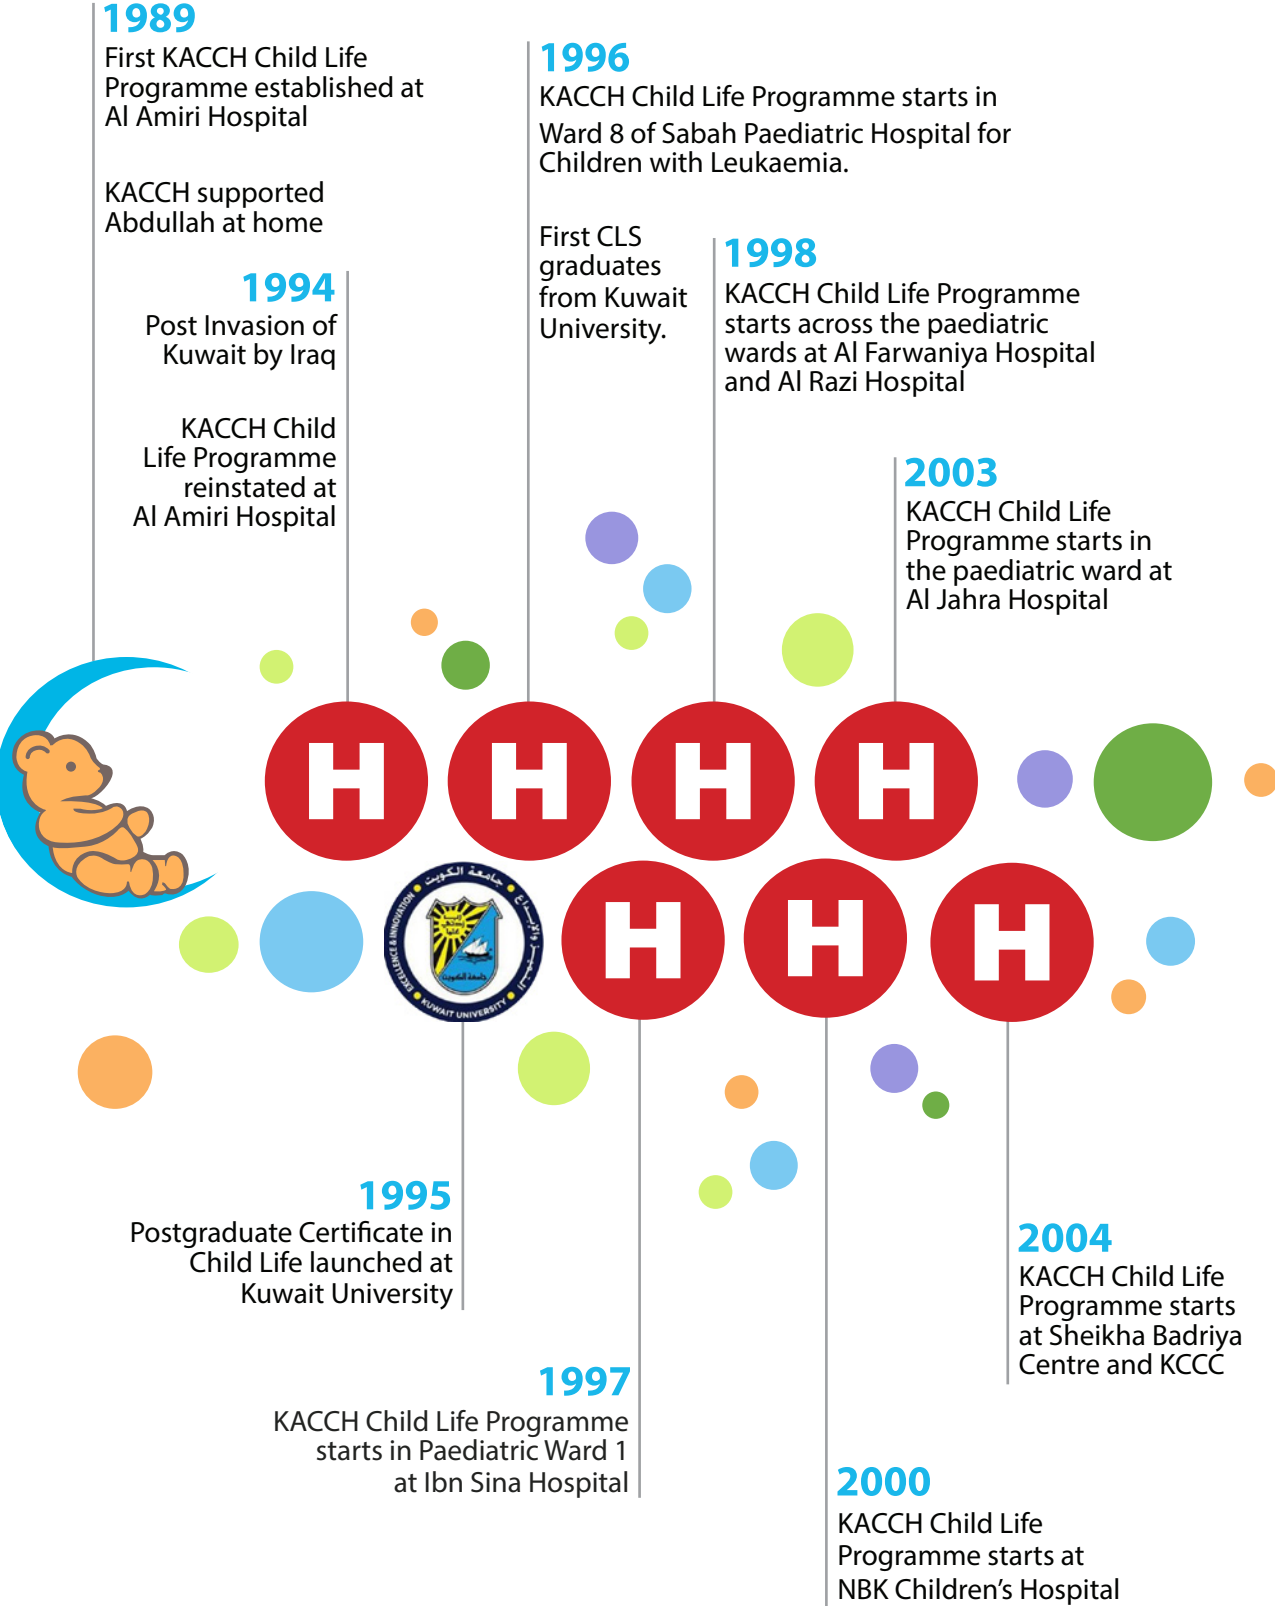 1989
First KACCH Child Life
Programme established at
Al Amiri Hospital
KACCH supported
Abdullah at home
1994
Post Invasion of
Kuwait by Iraq
KACCH Child
Life Programme
reinstated at
Al Amiri Hospital
1996
KACCH Child Life Programme starts in
Ward 8 of Sabah Paediatric Hospital for
Children with Leukaemia.
First CLS
graduates
from Kuwait
University.
1998
KACCH Child Life Programme
starts across the paediatric
wards at Al Farwaniya Hospital
and Al Razi Hospital
2003
KACCH Child Life
Programme starts in
the paediatric ward at
Al Jahra Hospital
H
H
H
H
جامعة الكويت
EXCELLENCE & INNOVATION
التميز والإبداع
جامعة الكويت
KUWAIT UNIVERSITY
H
H
H
1995
Postgraduate Certificate in
Child Life launched at
Kuwait University
1997
KACCH Child Life Programme
starts in Paediatric Ward 1
at Ibn Sina Hospital
2000
KACCH Child Life
Programme starts at
NBK Children's Hospital
2004
KACCH Child Life
Programme starts
at Sheikha Badriya
Centre and KCCC